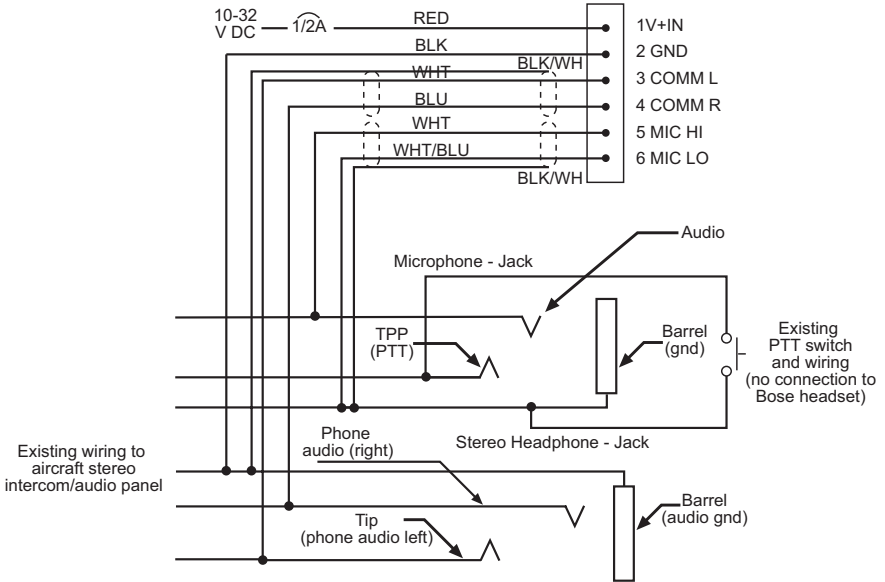 10-32
V DC
1/2A
RED
1V+IN
BLK
2 GND
BLK/WH
WHT
3 COMM L
BLU
4 COMM R
WHT
5 MIC HI
WHT/BLU
6 MIC LO
BLK/WH
Audio
Microphone - Jack
TPP
(PTT)
Barrel
(gnd)
Existing
PTT switch
and wiring
(no connection to
Bose headset)
Existing wiring to
aircraft stereo
intercom/audio panel
Phone
audio (right)
Stereo Headphone - Jack
Tip
(phone audio left)
Barrel
(audio gnd)